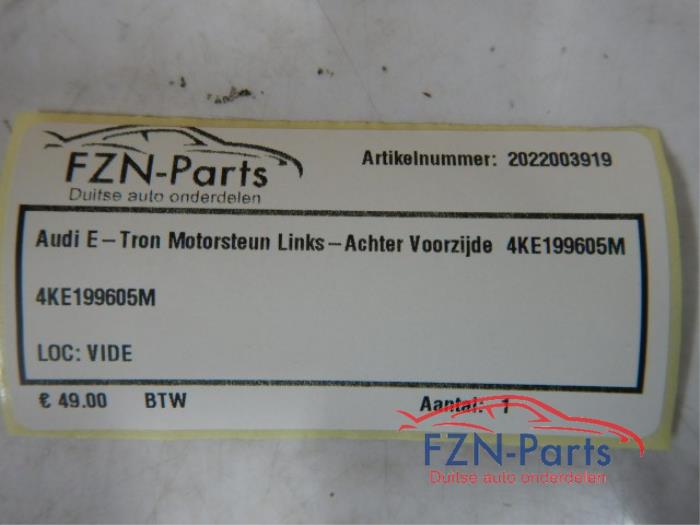 FZN-Parts
Duitse auto onderdelen
Artikelnummer: 2022003919
Audi E-Tron Motorsteun Links-Achter Voorzijde 4KE199605M
4KE199605M
LOC: VIDE
€ 49.00 BTW Aantal: 1
FZN-Parts
Duitse auto onderdelen